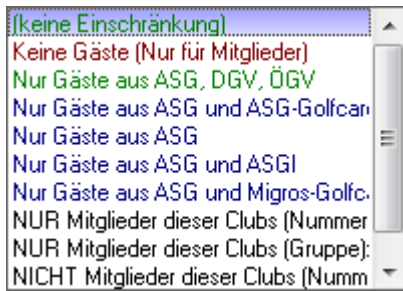 (keine Einschränkung)
Keine Gäste (Nur für Mitglieder)
Nur Gäste aus ASG, DGV, ÖGV
Nur Gäste aus ASG und ASG-Golfcar
Nur Gäste aus ASG
Nur Gäste aus ASG und ASGI
Nur Gäste aus ASG und Migros-Golfc
NUR Mitglieder dieser Clubs (Nummer
NUR Mitglieder dieser Clubs (Gruppe):
NICHT Mitglieder dieser Clubs (Numm